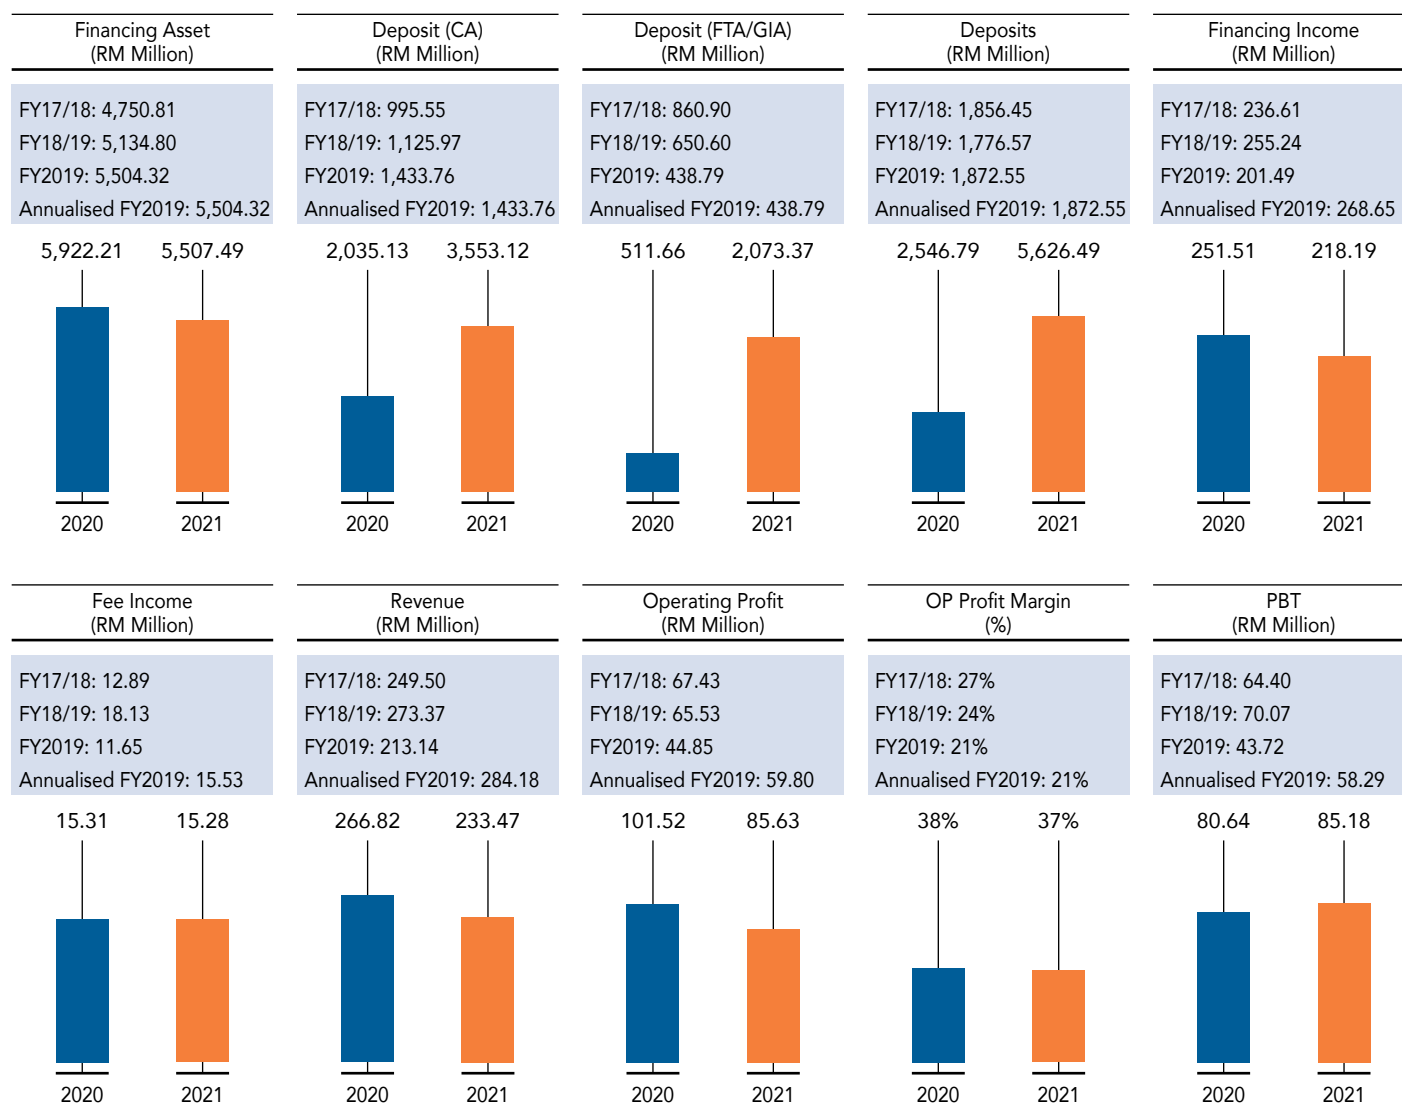 Financing Asset
(RM Million)
FY17/18: 4,750.81
FY18/19: 5,134.80
FY2019: 5,504.32
Annualised FY2019: 5,504.32
5,922.21 5,507.49
2020 2021
Deposit (CA)
(RM Million)
FY17/18: 995.55
FY18/19: 1,125.97
FY2019: 1,433.76
Annualised FY2019: 1,433.76
2,035.13 3,553.12
2020 2021
Deposit (FTA/GIA)
(RM Million)
FY17/18: 860.90
FY18/19: 650.60
FY2019: 438.79
Annualised FY2019: 438.79
511.66 2,073.37
2020 2021
Deposits
(RM Million)
FY17/18: 1,856.45
FY18/19: 1,776.57
FY2019: 1,872.55
Annualised FY2019: 1,872.55
2,546.79 5,626.49
2020 2021
Financing Income
(RM Million)
FY17/18: 236.61
FY18/19: 255.24
FY2019: 201.49
Annualised FY2019: 268.65
251.51 218.19
2020 2021
Fee Income
(RM Million)
FY17/18: 12.89
FY18/19: 18.13
FY2019: 11.65
Annualised FY2019: 15.53
15.31 15.28
2020 2021
Revenue
(RM Million)
FY17/18: 249.50
FY18/19: 273.37
FY2019: 213.14
Annualised FY2019: 284.18
266.82 233.47
2020 2021
Operating Profit
(RM Million)
FY17/18: 67.43
FY18/19: 65.53
FY2019: 44.85
Annualised FY2019: 59.80
101.52 85.63
2020 2021
OP Profit Margin
(%)
FY17/18: 27%
FY18/19: 24%
FY2019: 21%
Annualised FY2019: 21%
38% 37%
2020 2021
PBT
(RM Million)
FY17/18: 64.40
FY18/19: 70.07
FY2019: 43.72
Annualised FY2019: 58.29
80.64 85.18
2020 2021